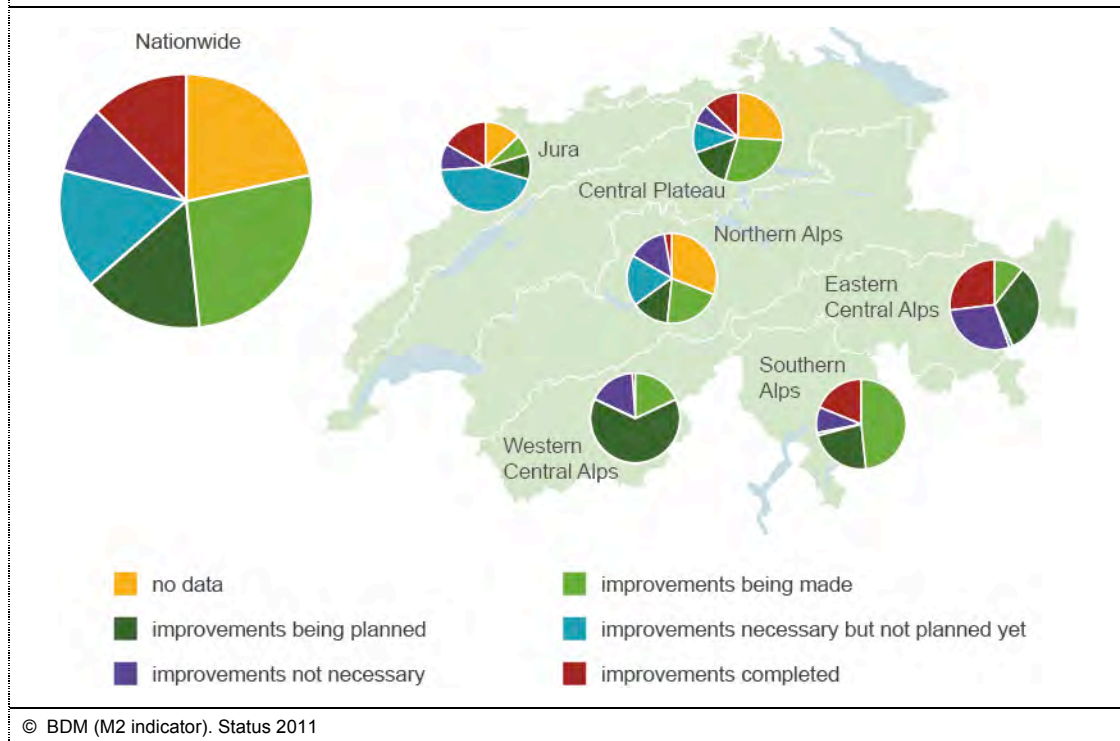 Nationwide
Jura
Central Plateau
Northern Alps
Eastern
Central Alps
Southern
Alps
Western
Central Alps
no data
improvements being made
improvements being planned
improvements necessary but not planned yet
improvements not necessary
improvements completed
© BDM (M2 indicator). Status 2011